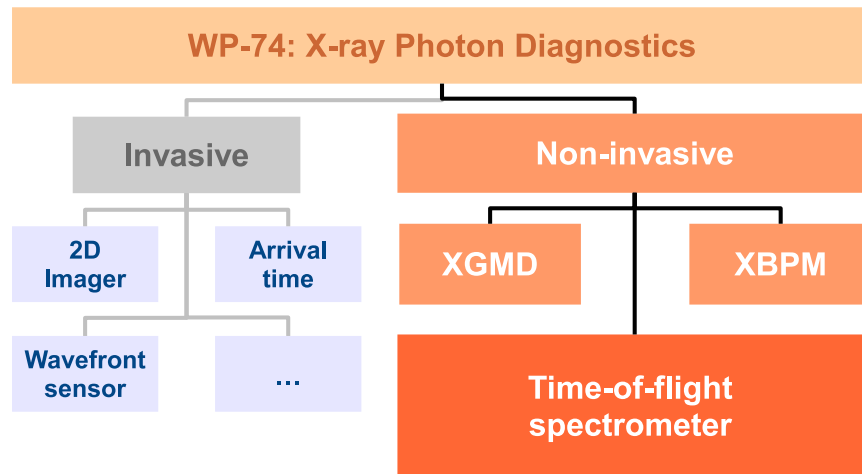 WP-74: X-ray Photon Diagnostics
Invasive
Non-invasive
2D
Imager
Arrival
time
XGMD
XBPM
Wavefront
sensor
...
Time-of-flight
spectrometer